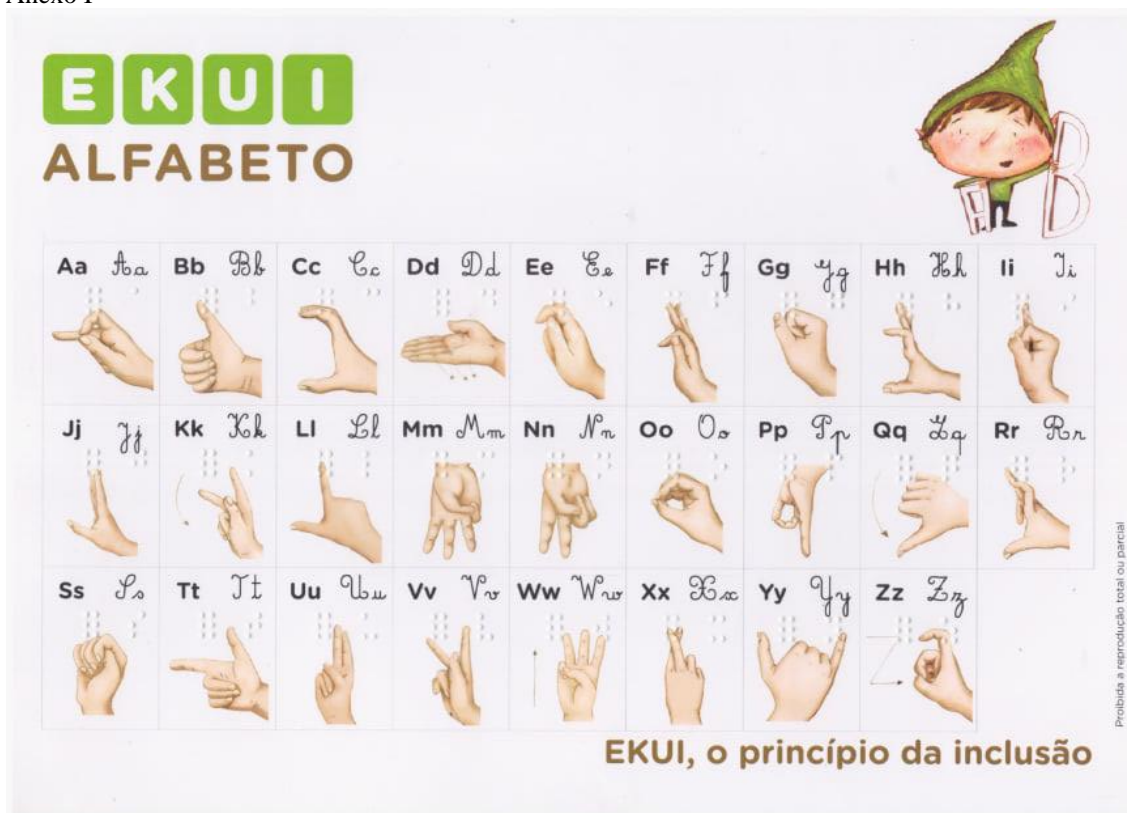 Anexo I
EKUI
ALFABETO
AB
Aa Aa Bb Bb Cc Cc Dd Dd Ee Ee Ff Ff Gg Gg Hh Hh Ii Ii
Jj Jj Kk Kk Ll Ll Mm Mm Nn Nn Oo Oo Pp Pp Qq Qq Rr Rr
Ss Ss Tt Tt Uu Uu Vv Vv Ww Ww Xx Xx Yy Yy Zz Zz
Proibida a reprodução total ou parcial
EKUI, o princípio da inclusão